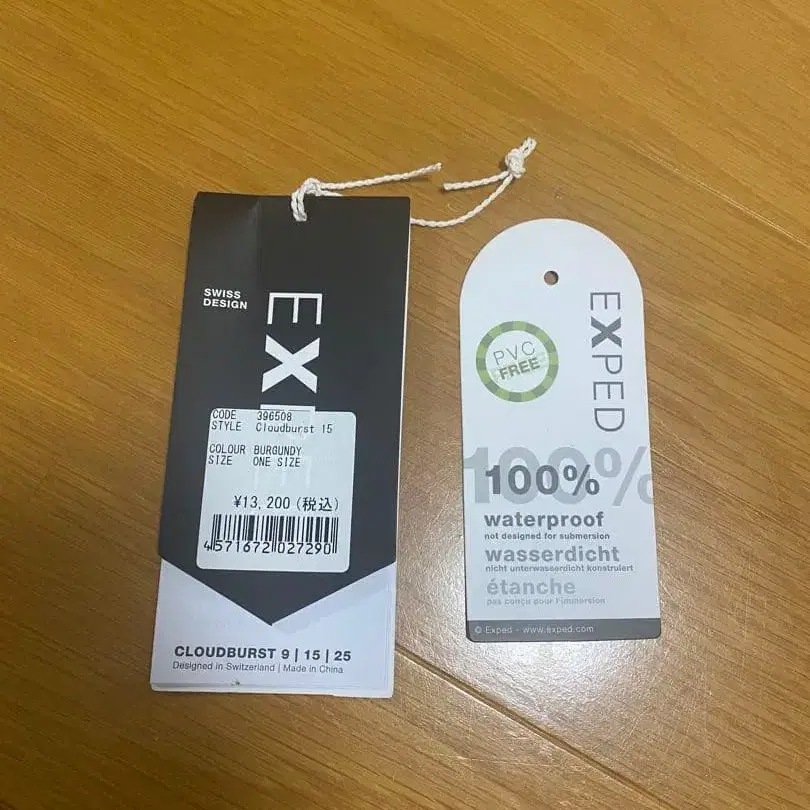 SWISS
DESIGN
EX
CODE 396508
STYLE Cloudburst 15
COLOUR BURGUNDY
SIZE ONE SIZE
¥13,200(税込)
4571672027290
CLOUDBURST 9 | 15 | 25
Designed in Switzerland | Made in China
EXPED
PVC
FREE
100%
100%
waterproof
not designed for submersion
wasserdicht
nicht unterwasserdicht konstruiert
étanche
pas conçu pour l'immersion
© Exped - www.exped.com